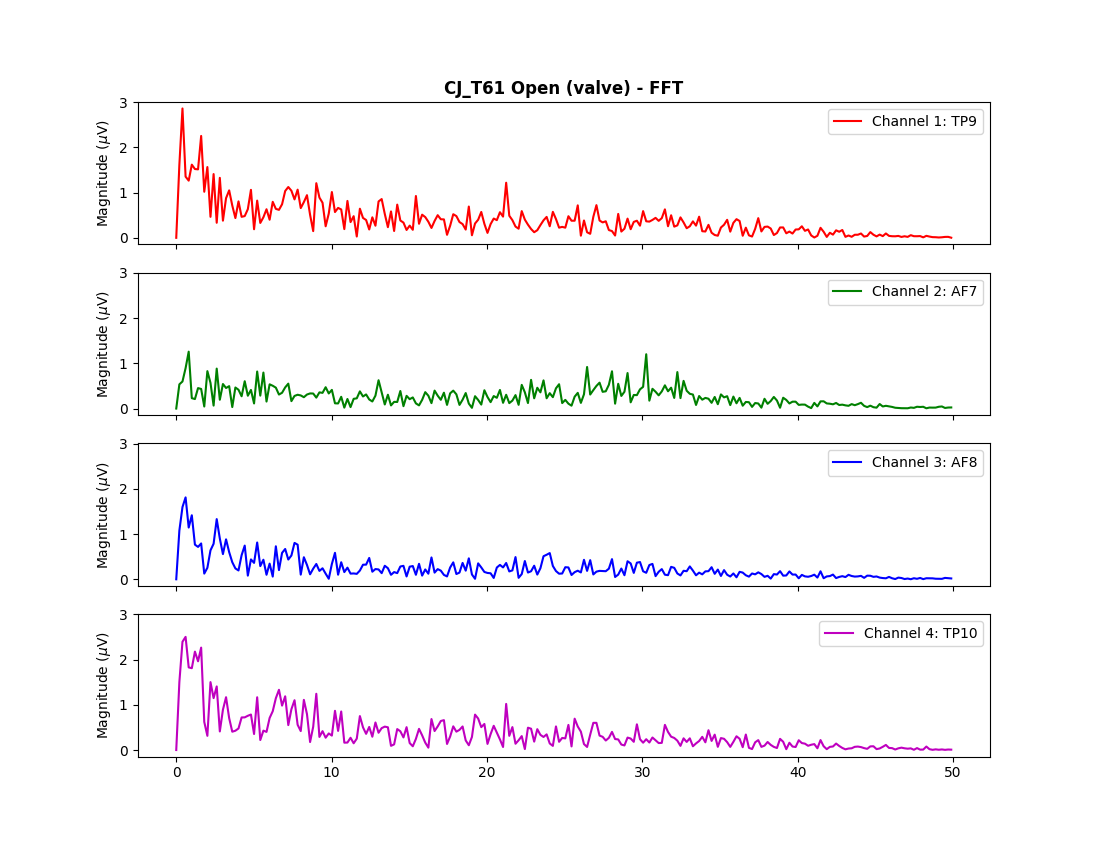 CJ_T61 Open (valve) - FFT
3
2
1
0
Magnitude (μV)
Channel 1: TP9
3
2
1
0
Magnitude (μV)
Channel 2: AF7
3
2
1
0
Magnitude (μV)
Channel 3: AF8
3
2
1
0
Magnitude (μV)
Channel 4: TP10
0 10 20 30 40 50